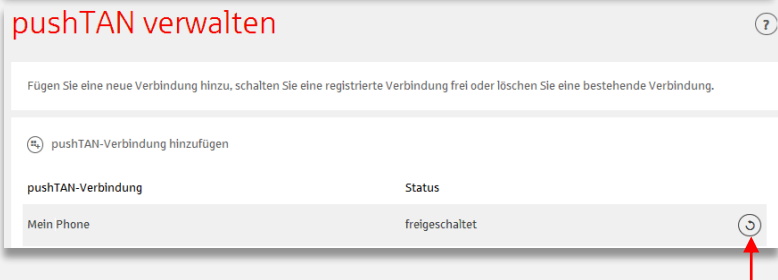 pushTAN verwalten
?
Fügen Sie eine neue Verbindung hinzu, schalten Sie eine registrierte Verbindung frei oder löschen Sie eine bestehende Verbindung.
pushTAN-Verbindung hinzufügen
pushTAN-Verbindung Status
Mein Phone freigeschaltet